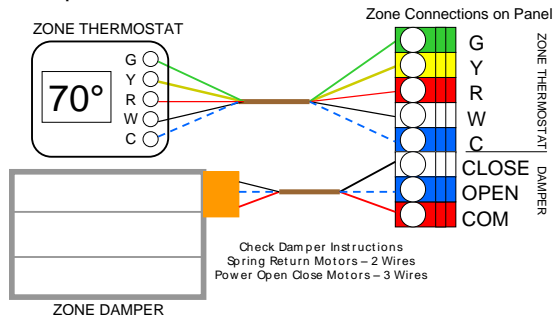 ZONE THERMOSTAT
Zone Connections on Panel
G
Y
R
W
C
70°
G
Y
R
W
C
CLOSE
OPEN
COM
ZONE THERMOSTAT
DAMPER
Check Damper Instructions
Spring Return Motors – 2 Wires
Power Open Close Motors – 3 Wires
ZONE DAMPER